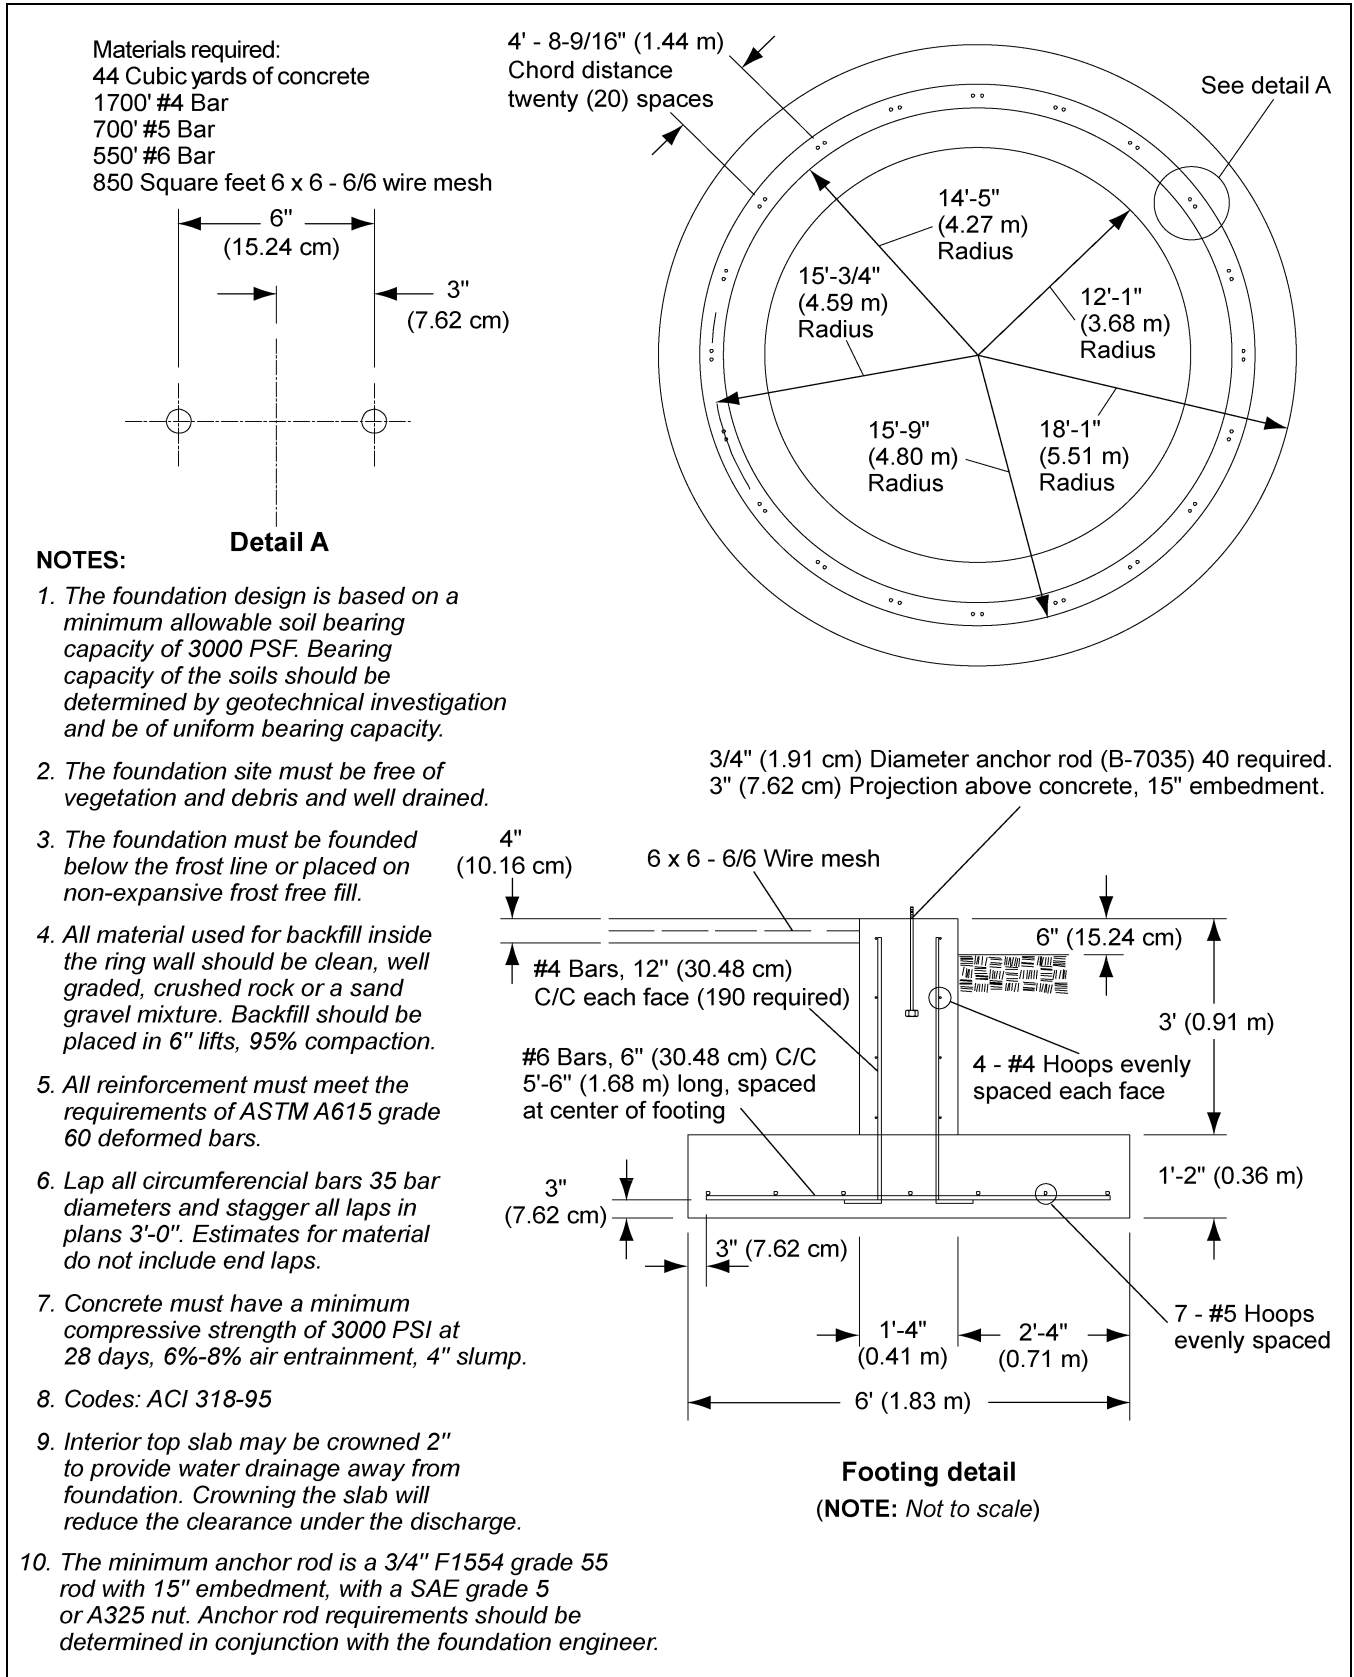 Materials required:
44 Cubic yards of concrete
1700' #4 Bar
700' #5 Bar
550' #6 Bar
850 Square feet 6 x 6 - 6/6 wire mesh
6"
(15.24 cm)
3"
(7.62 cm)
Detail A
4' - 8-9/16" (1.44 m)
Chord distance
twenty (20) spaces
See detail A
14'-5"
(4.27 m)
Radius
15'-3/4"
(4.59 m)
Radius
12'-1"
(3.68 m)
Radius
15'-9"
(4.80 m)
Radius
18'-1"
(5.51 m)
Radius
NOTES:
1. The foundation design is based on a
minimum allowable soil bearing
capacity of 3000 PSF. Bearing
capacity of the soils should be
determined by geotechnical investigation
and be of uniform bearing capacity.
2. The foundation site must be free of
vegetation and debris and well drained.
3. The foundation must be founded
below the frost line or placed on
non-expansive frost free fill.
4. All material used for backfill inside
the ring wall should be clean, well
graded, crushed rock or a sand
gravel mixture. Backfill should be
placed in 6" lifts, 95% compaction.
5. All reinforcement must meet the
requirements of ASTM A615 grade
60 deformed bars.
6. Lap all circumferencial bars 35 bar
diameters and stagger all laps in
plans 3'-0". Estimates for material
do not include end laps.
7. Concrete must have a minimum
compressive strength of 3000 PSI at
28 days, 6%-8% air entrainment, 4" slump.
8. Codes: ACI 318-95
9. Interior top slab may be crowned 2"
to provide water drainage away from
foundation. Crowning the slab will
reduce the clearance under the discharge.
10. The minimum anchor rod is a 3/4" F1554 grade 55
rod with 15" embedment, with a SAE grade 5
or A325 nut. Anchor rod requirements should be
determined in conjunction with the foundation engineer.
3/4" (1.91 cm) Diameter anchor rod (B-7035) 40 required.
3" (7.62 cm) Projection above concrete, 15" embedment.
4"
(10.16 cm)
6 x 6 - 6/6 Wire mesh
6" (15.24 cm)
#4 Bars, 12" (30.48 cm)
C/C each face (190 required)
3' (0.91 m)
#6 Bars, 6" (30.48 cm) C/C
5'-6" (1.68 m) long, spaced
at center of footing
4 - #4 Hoops evenly
spaced each face
1'-2" (0.36 m)
3"
(7.62 cm)
3" (7.62 cm)
7 - #5 Hoops
evenly spaced
1'-4"
(0.41 m)
2'-4"
(0.71 m)
6' (1.83 m)
Footing detail
(NOTE: Not to scale)